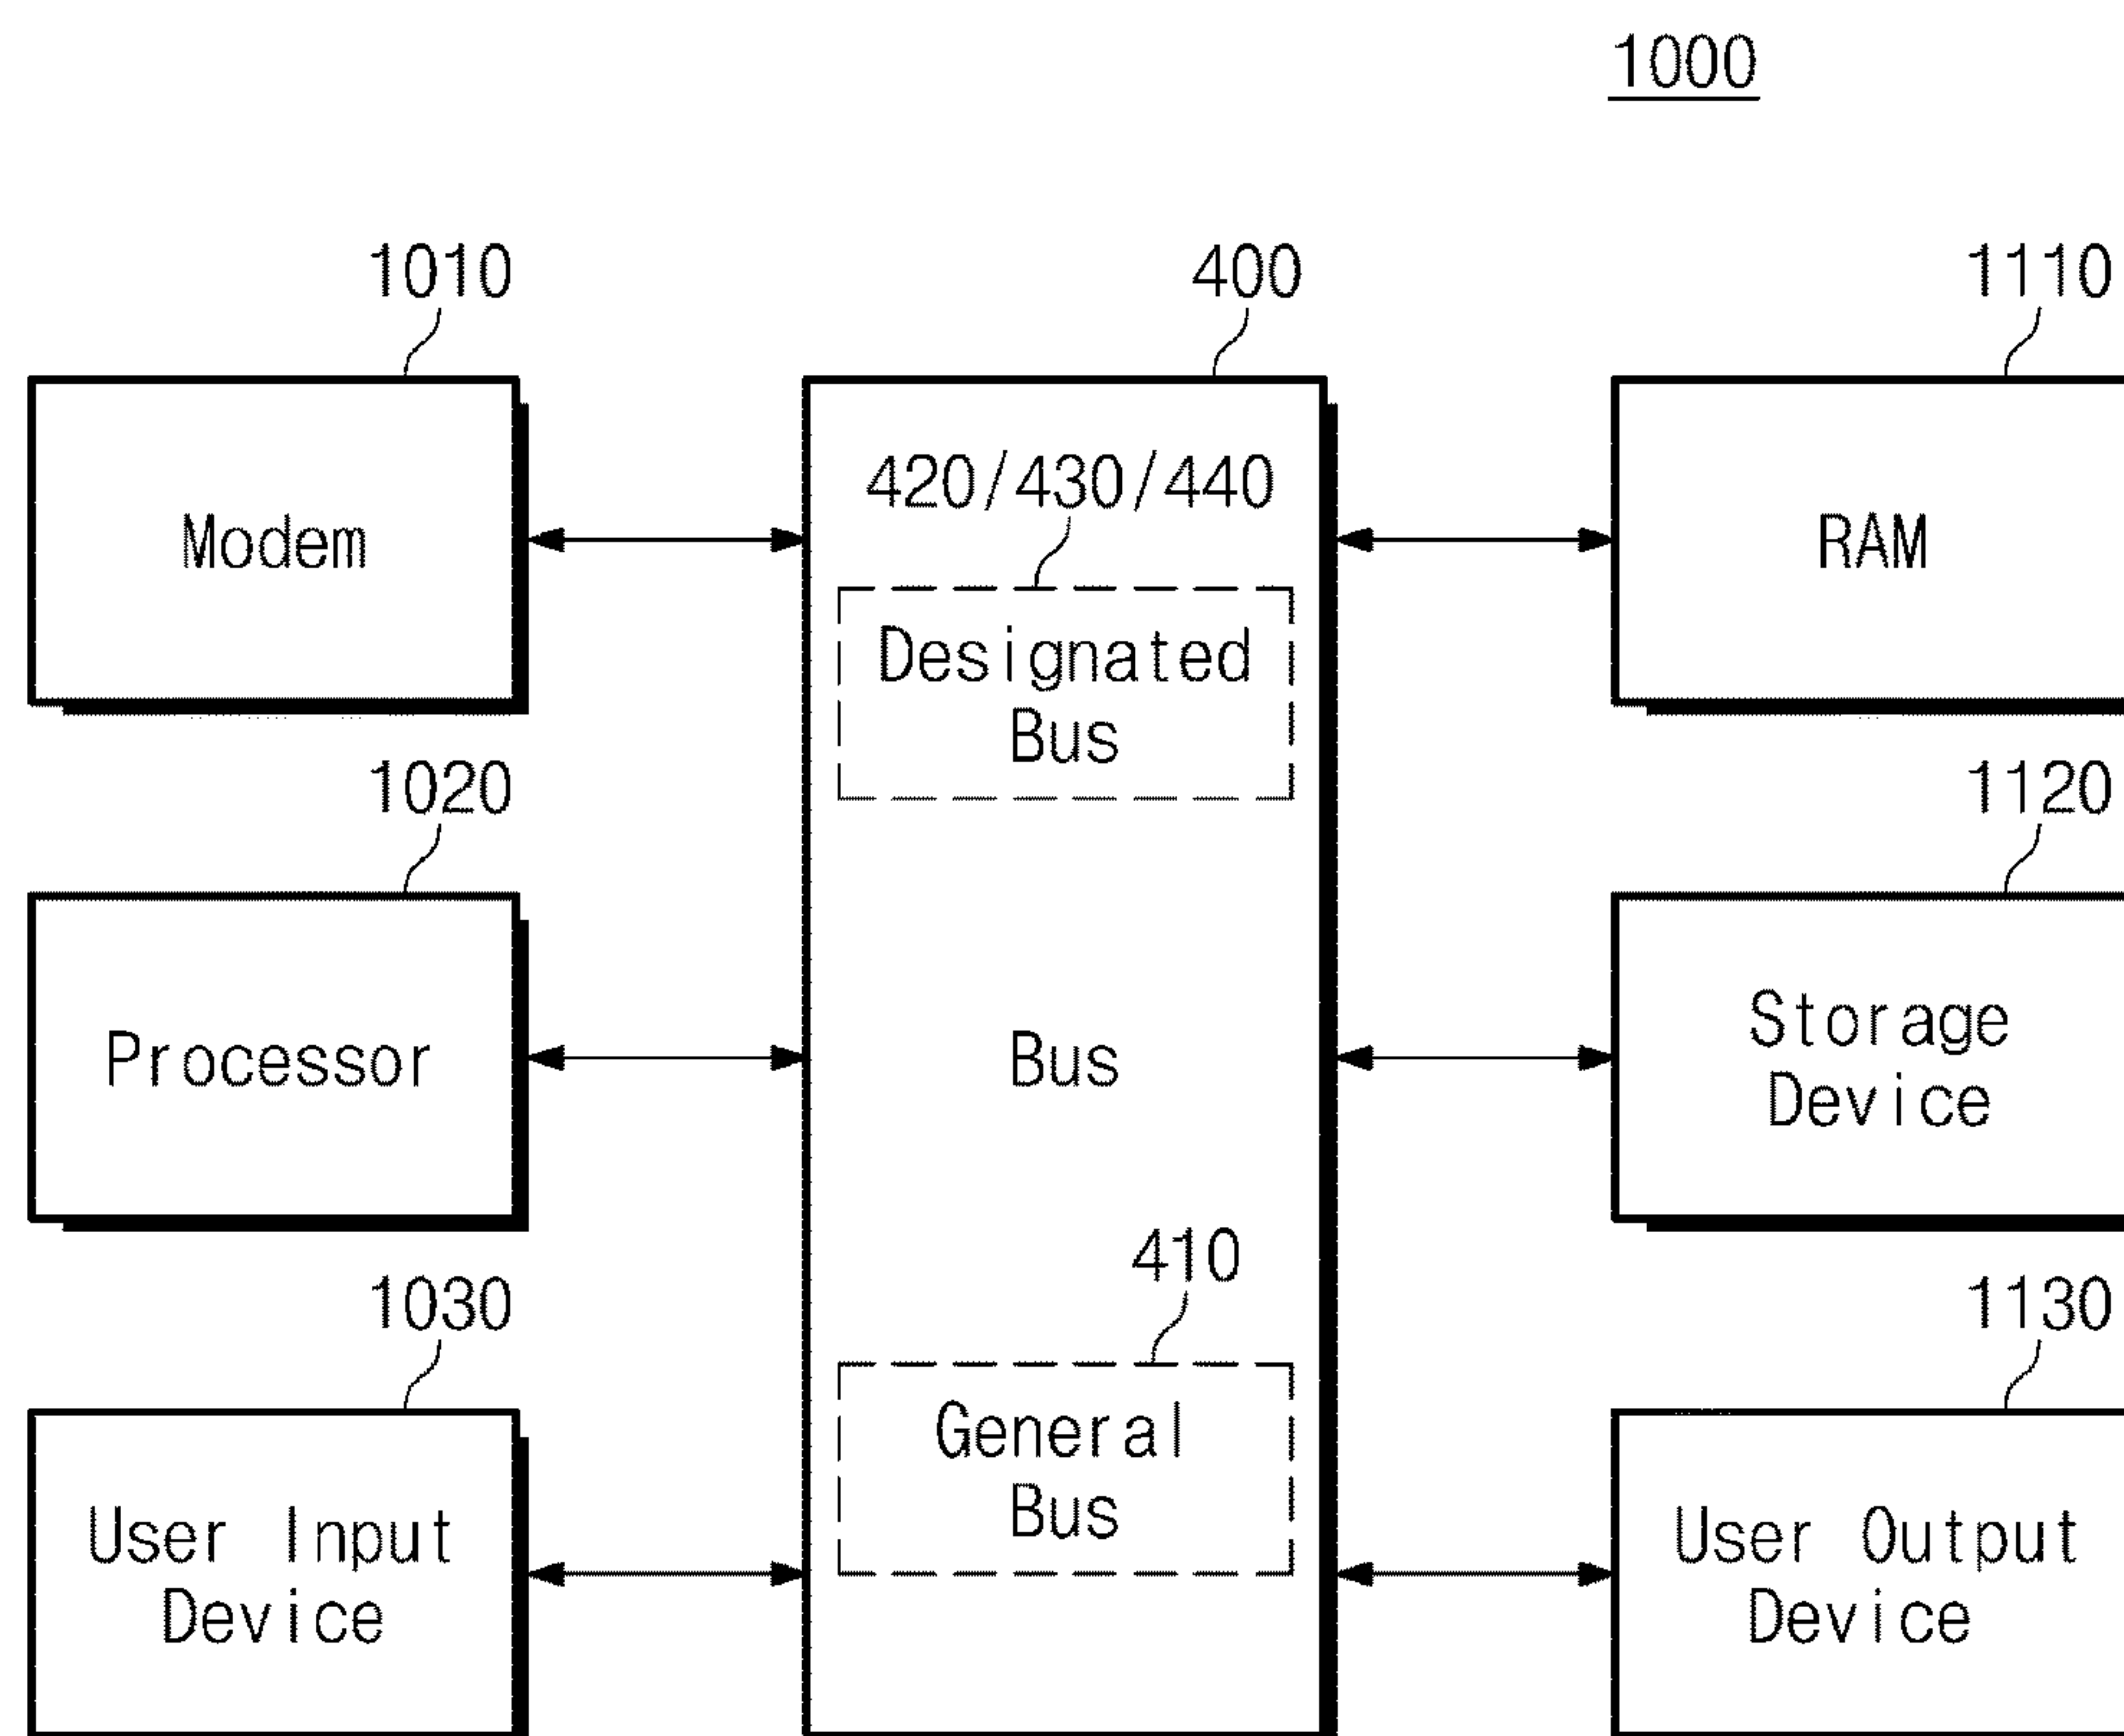 1000
1010
400
1110
420/430/440
Modem
RAM
Designated
Bus
1020
1120
Processor
Bus
Storage
Device
410
1030
1130
General
Bus
User Input
Device
User Output
Device